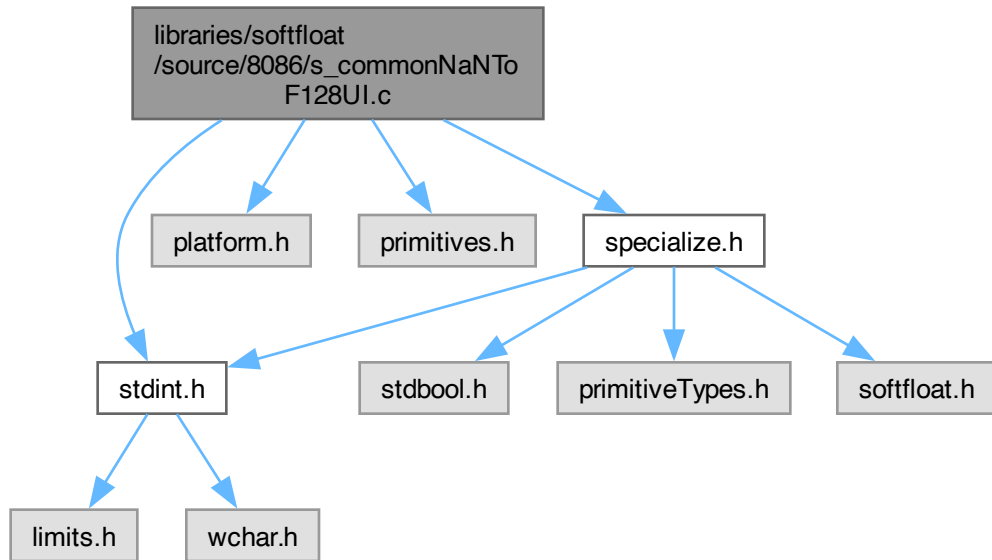 libraries/softfloat
/source/8086/s_commonNaNTo
F128UI.c
platform.h
primitives.h
specialize.h
stdint.h
stdbool.h
primitiveTypes.h
softfloat.h
limits.h
wchar.h